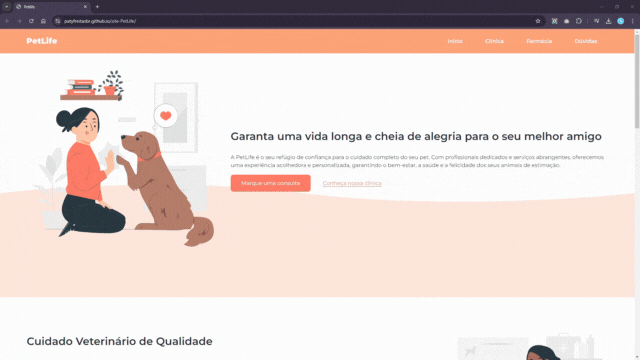 PetLife
patyfreitasbr.github.io/site-PetLife/
PetLife
Início
Clínica
Farmácia
Dúvidas
Garanta uma vida longa e cheia de alegria para o seu melhor amigo
A PetLife é o seu refúgio de confiança para o cuidado completo do seu pet. Com profissionais dedicados e serviços abrangentes, oferecemos
uma experiência acolhedora e personalizada, garantindo o bem-estar, a saúde e a felicidade dos seus animais de estimação.
Marque uma consulta
Conheça nossa clínica
Cuidado Veterinário de Qualidade